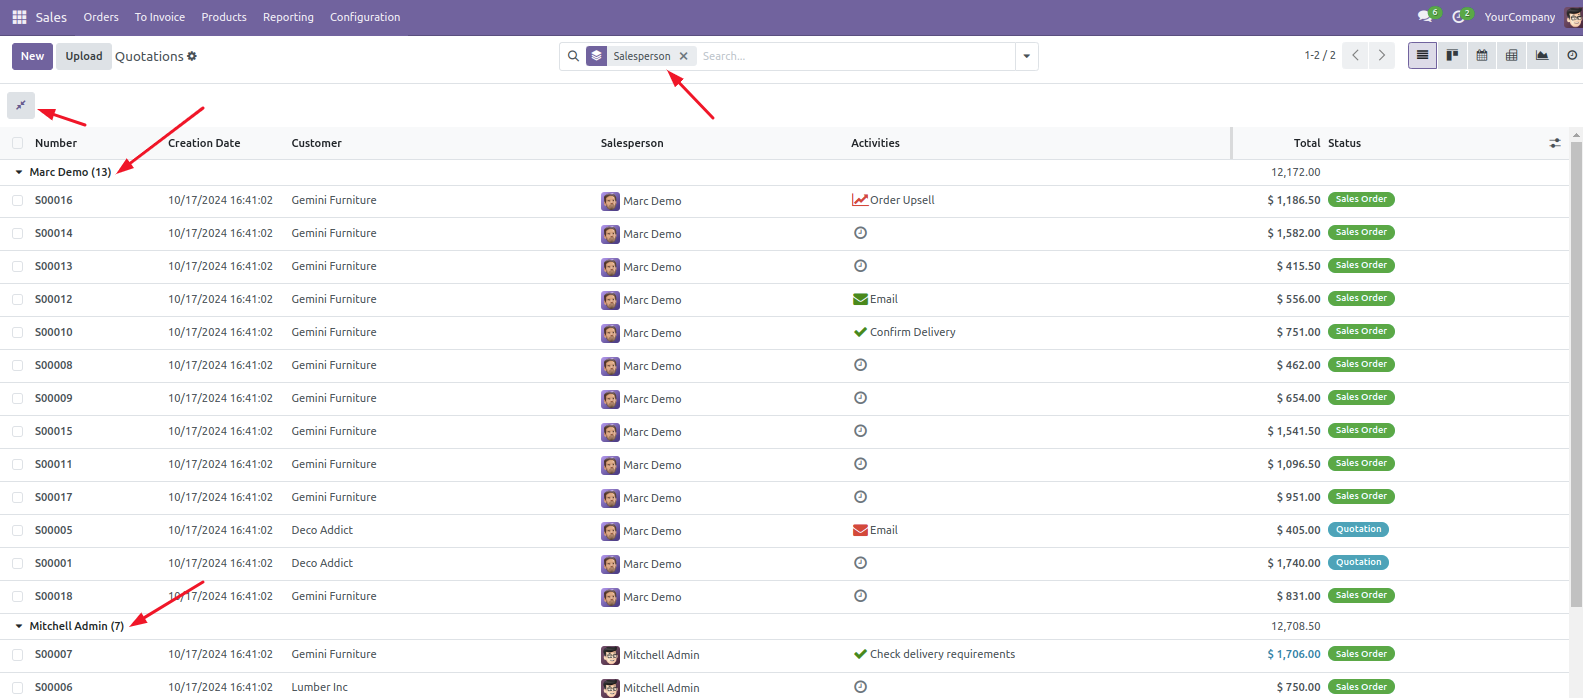 Sales Orders To Invoice Products Reporting Configuration 6 2 YourCompany
New Upload Quotations Salesperson Search... 1-2 / 2
Number Creation Date Customer Salesperson Activities Total Status
Marc Demo (13) 12,172.00
S00016 10/17/2024 16:41:02 Gemini Furniture Marc Demo Order Upsell $ 1,186.50 Sales Order
S00014 10/17/2024 16:41:02 Gemini Furniture Marc Demo $ 1,582.00 Sales Order
S00013 10/17/2024 16:41:02 Gemini Furniture Marc Demo $ 415.50 Sales Order
S00012 10/17/2024 16:41:02 Gemini Furniture Marc Demo Email $ 556.00 Sales Order
S00010 10/17/2024 16:41:02 Gemini Furniture Marc Demo Confirm Delivery $ 751.00 Sales Order
S00008 10/17/2024 16:41:02 Gemini Furniture Marc Demo $ 462.00 Sales Order
S00009 10/17/2024 16:41:02 Gemini Furniture Marc Demo $ 654.00 Sales Order
S00015 10/17/2024 16:41:02 Gemini Furniture Marc Demo $ 1,541.50 Sales Order
S00011 10/17/2024 16:41:02 Gemini Furniture Marc Demo $ 1,096.50 Sales Order
S00017 10/17/2024 16:41:02 Gemini Furniture Marc Demo $ 951.00 Sales Order
S00005 10/17/2024 16:41:02 Deco Addict Marc Demo Email $ 405.00 Quotation
S00001 10/17/2024 16:41:02 Deco Addict Marc Demo $ 1,740.00 Quotation
S00018 10/17/2024 16:41:02 Gemini Furniture Marc Demo $ 831.00 Sales Order
Mitchell Admin (7) 12,708.50
S00007 10/17/2024 16:41:02 Gemini Furniture Mitchell Admin Check delivery requirements $ 1,706.00 Sales Order
S00006 10/17/2024 16:41:02 Lumber Inc Mitchell Admin $ 750.00 Sales Order